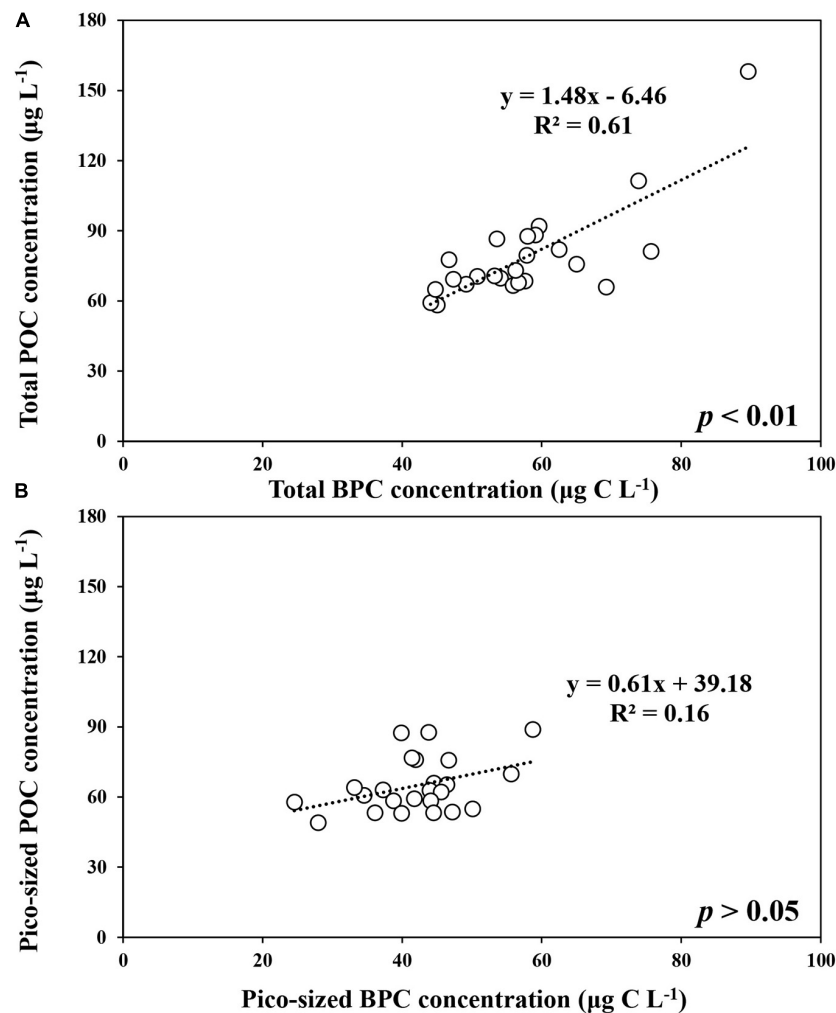 A
180
150
120
90
60
30
0
Total POC concentration (µg L⁻¹)
y = 1.48x - 6.46
R² = 0.61
p < 0.01
0 20 40 60 80 100
Total BPC concentration (µg C L⁻¹)
B
180
150
120
90
60
30
0
Pico-sized POC concentration (µg L⁻¹)
y = 0.61x + 39.18
R² = 0.16
p > 0.05
0 20 40 60 80 100
Pico-sized BPC concentration (µg C L⁻¹)